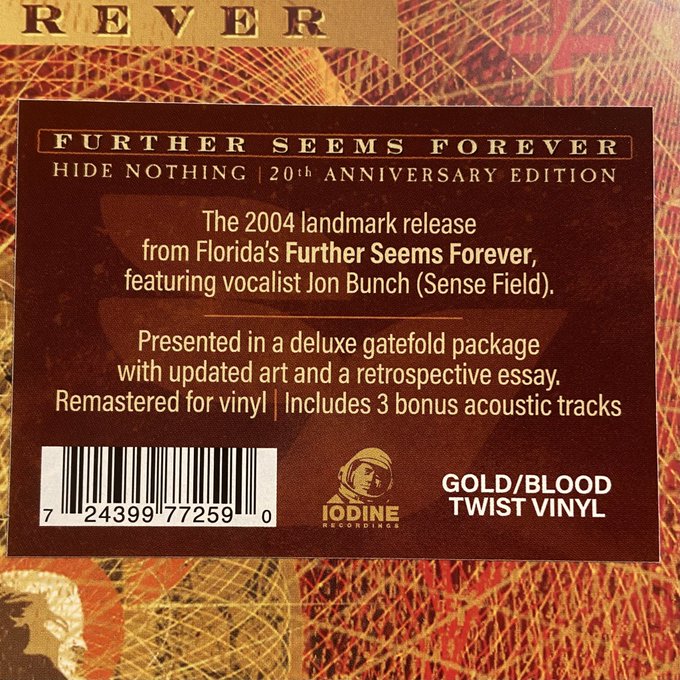 REVER
FURTHER SEEMS FOREVER
HIDE NOTHING | 20th ANNIVERSARY EDITION
The 2004 landmark release
from Florida's Further Seems Forever,
featuring vocalist Jon Bunch (Sense Field).
Presented in a deluxe gatefold package
with updated art and a retrospective essay.
Remastered for vinyl | Includes 3 bonus acoustic tracks
7 24399 77259 0
IODINE
RECORDINGS
GOLD/BLOOD
TWIST VINYL